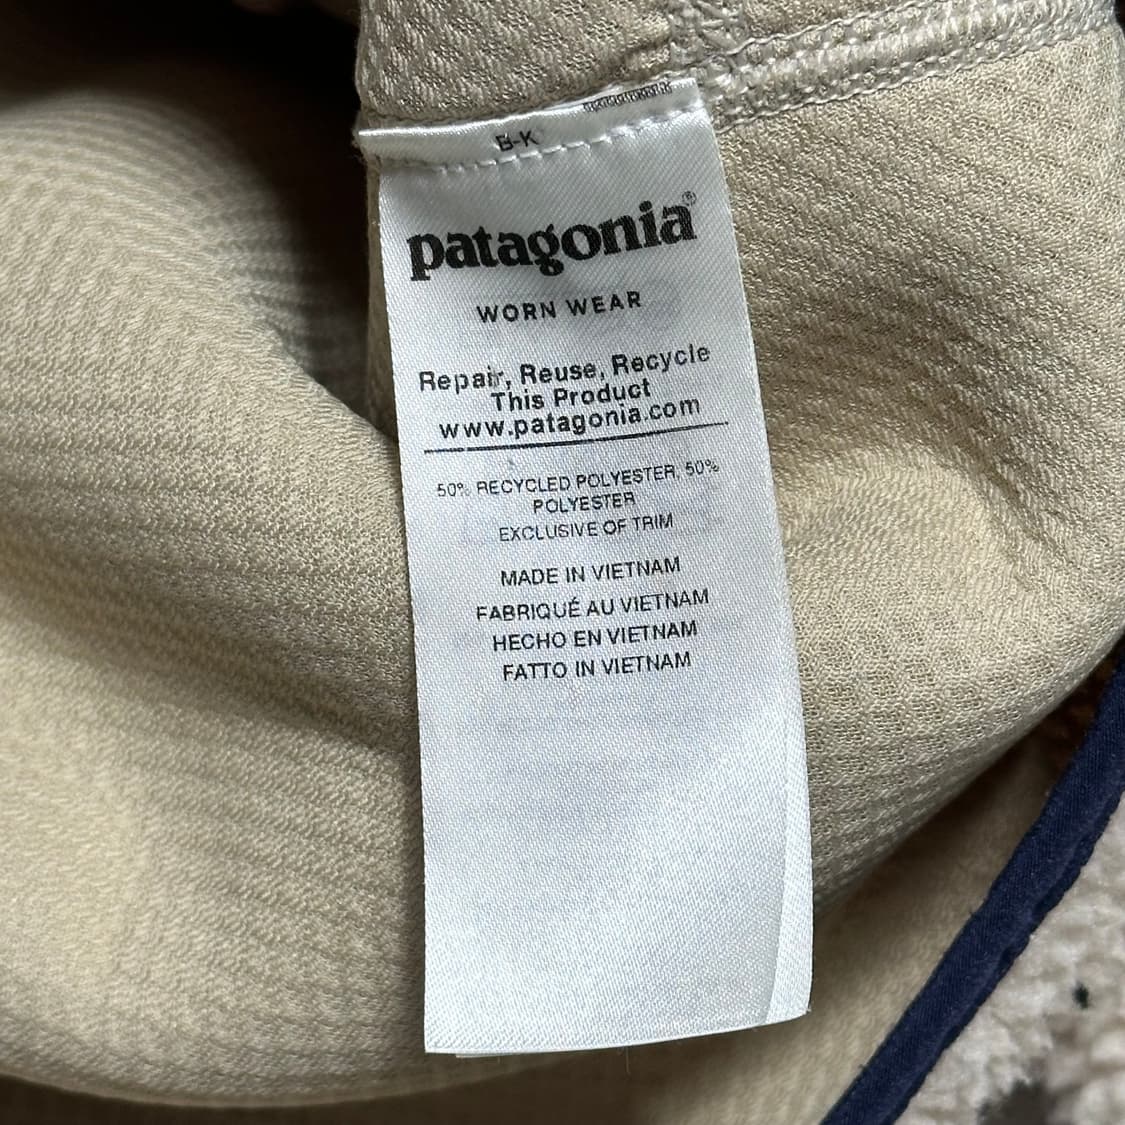 B-K
patagonia®
WORN WEAR
Repair, Reuse, Recycle
This Product
www.patagonia.com
50% RECYCLED POLYESTER, 50%
POLYESTER
EXCLUSIVE OF TRIM
MADE IN VIETNAM
FABRIQUÉ AU VIETNAM
HECHO EN VIETNAM
FATTO IN VIETNAM